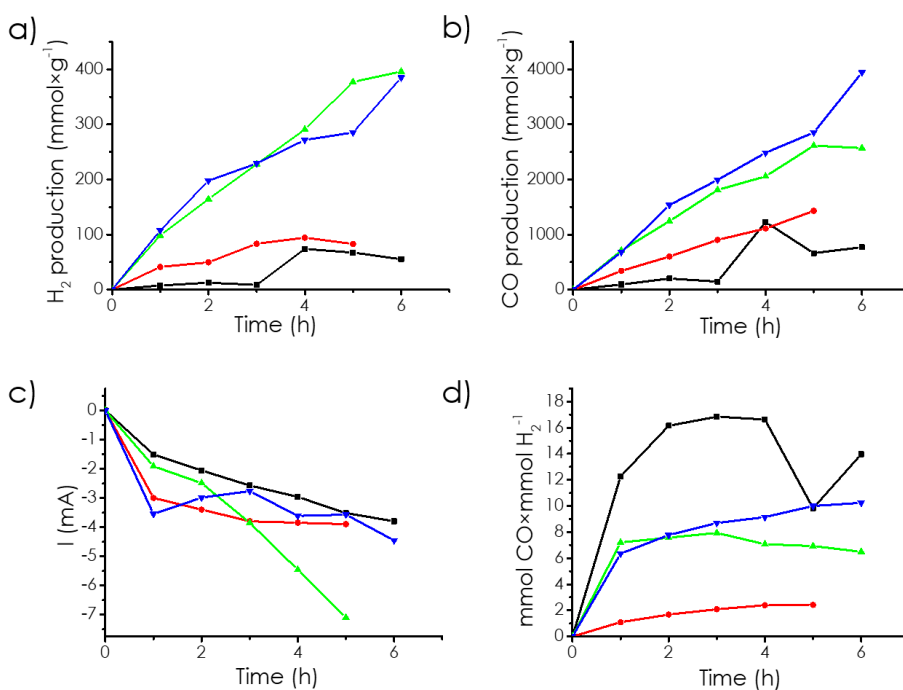 a)
H₂ production (mmol×g⁻¹)
400
300
200
100
0
0 2 4 6
Time (h)
b)
CO production (mmol×g⁻¹)
4000
3000
2000
1000
0
0 2 4 6
Time (h)
c)
I (mA)
0
-1
-2
-3
-4
-5
-6
-7
0 2 4 6
Time (h)
d)
mmol CO×mmol H₂⁻¹
18
16
14
12
10
8
6
4
2
0
0 2 4 6
Time (h)